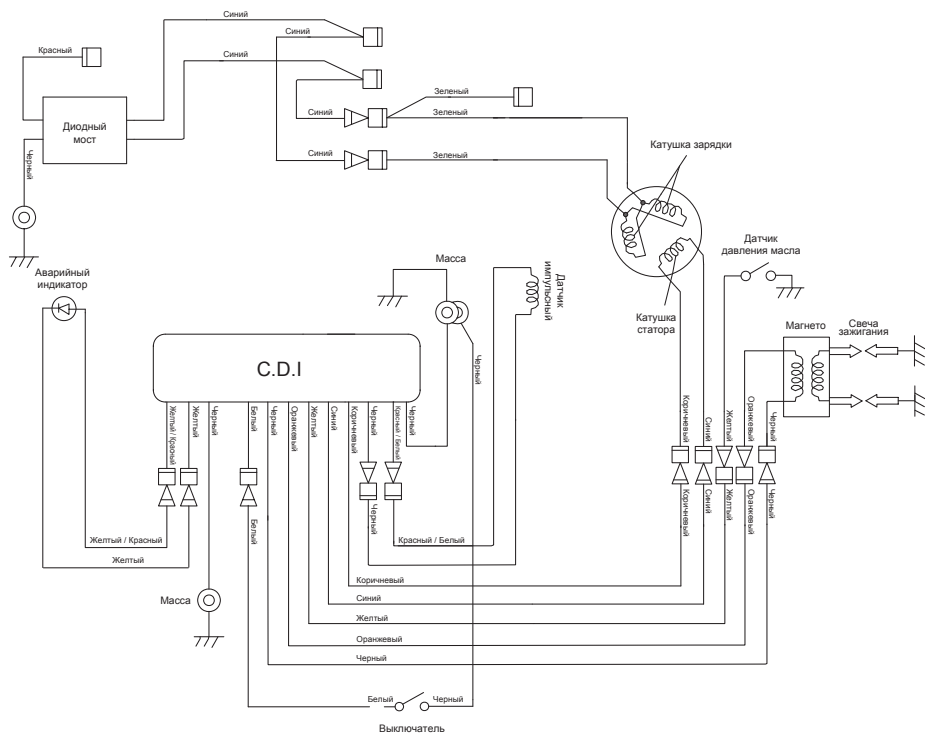 Синий
Синий
Красный
Синий
Зеленый
Диодный
мост
Синий
Зеленый
Черный
Синий
Зеленый
Катушка зарядки
Датчик
давления масла
Масса
Датчик
импульсный
Аварийный
индикатор
Катушка
статора
Магнето
Свеча
зажигания
C.D.I
Черный
Желтый / Красный
Желтый
Черный
Белый
Черный
Оранжевый
Желтый
Синий
Коричневый
Черный
Красный / Белый
Черный
Коричневый
Синий
Желтый
Оранжевый
Черный
Белый
Черный
Коричневый
Синий
Желтый
Оранжевый
Черный
Желтый / Красный
Красный / Белый
Желтый
Коричневый
Масса
Синий
Желтый
Оранжевый
Черный
Белый
Черный
Выключатель